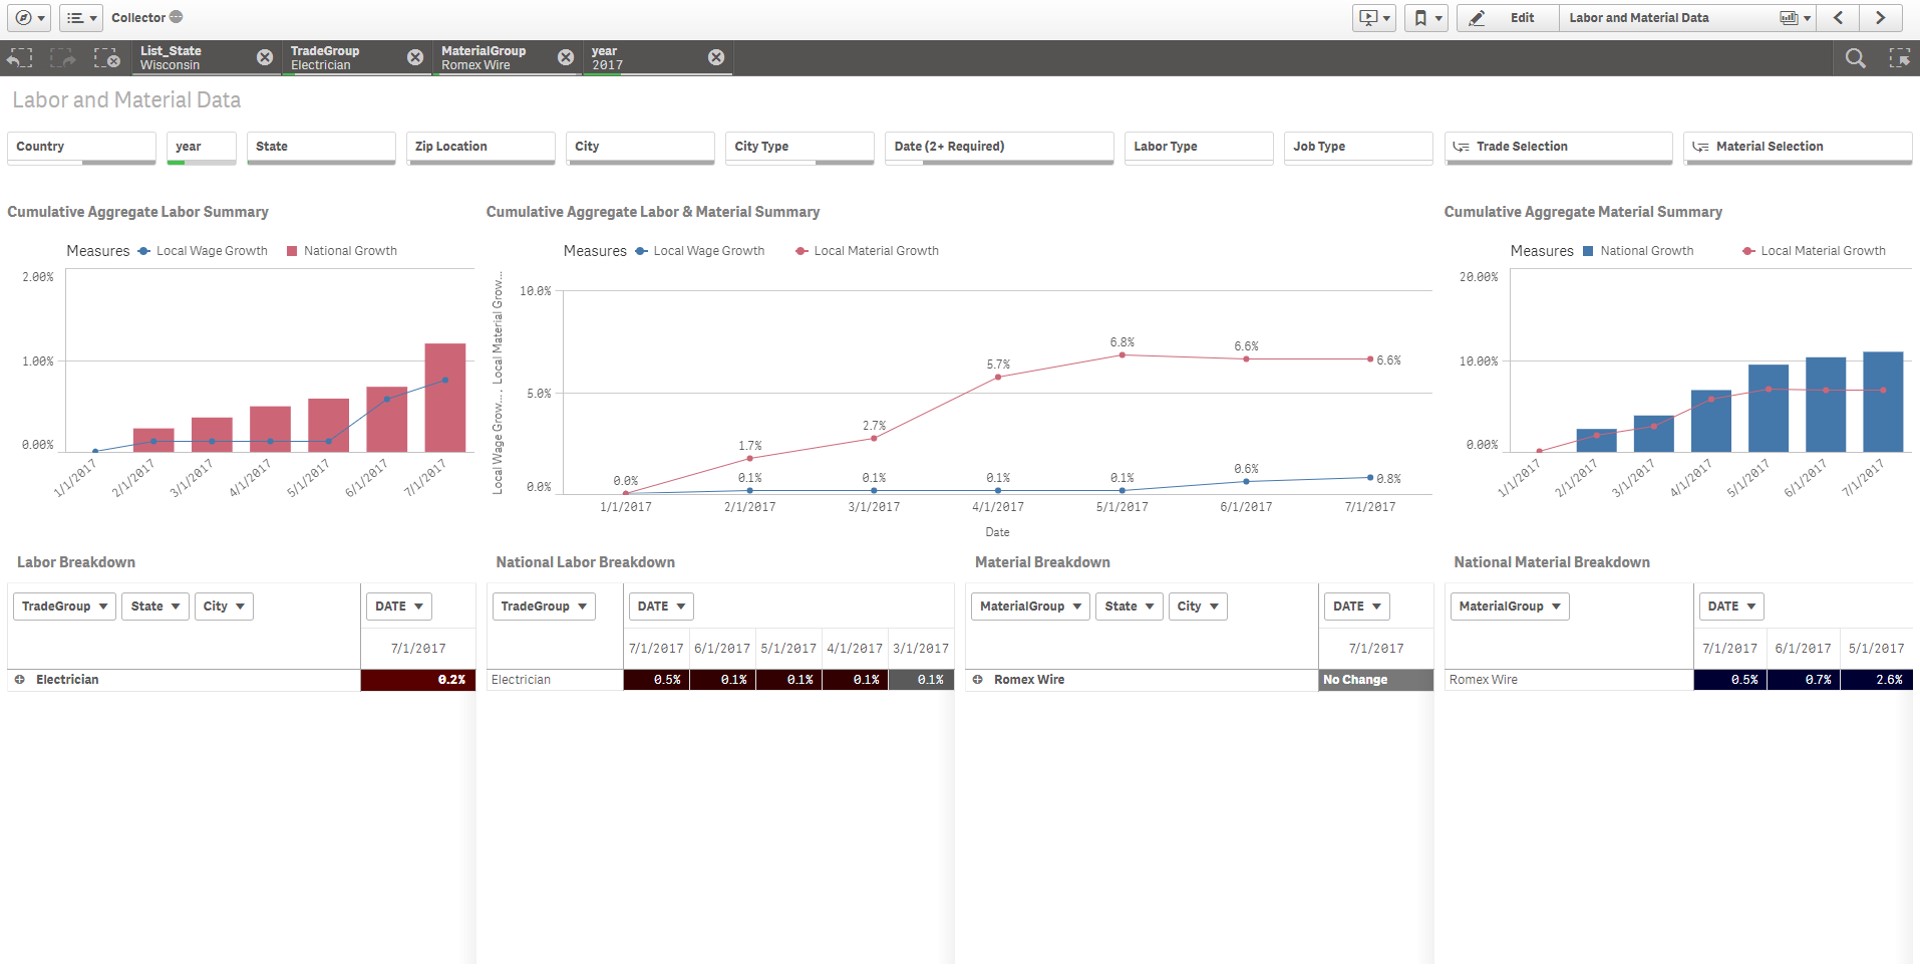 Collector
Edit
Labor and Material Data
List_State
Wisconsin
TradeGroup
Electrician
MaterialGroup
Romex Wire
year
2017
Labor and Material Data
Country
year
State
Zip Location
City
City Type
Date (2+ Required)
Labor Type
Job Type
Trade Selection
Material Selection
Cumulative Aggregate Labor Summary
Measures Local Wage Growth National Growth
2.00%
1.00%
0.00%
1/1/2017 2/1/2017 3/1/2017 4/1/2017 5/1/2017 6/1/2017 7/1/2017
Cumulative Aggregate Labor & Material Summary
Measures Local Wage Growth Local Material Growth
Local Wage Grow..., Local Material Grow...
10.0%
5.0%
0.0%
0.0% 1.7% 2.7% 5.7% 6.8% 6.6% 6.6%
0.1% 0.1% 0.1% 0.1% 0.6% 0.8%
1/1/2017 2/1/2017 3/1/2017 4/1/2017 5/1/2017 6/1/2017 7/1/2017
Date
Cumulative Aggregate Material Summary
Measures National Growth Local Material Growth
20.00%
10.00%
0.00%
1/1/2017 2/1/2017 3/1/2017 4/1/2017 5/1/2017 6/1/2017 7/1/2017
Labor Breakdown
TradeGroup State City DATE
7/1/2017
Electrician 0.2%
National Labor Breakdown
TradeGroup DATE
7/1/2017 6/1/2017 5/1/2017 4/1/2017 3/1/2017
Electrician 0.5% 0.1% 0.1% 0.1% 0.1%
Material Breakdown
MaterialGroup State City DATE
7/1/2017
Romex Wire No Change
National Material Breakdown
MaterialGroup DATE
7/1/2017 6/1/2017 5/1/2017
Romex Wire 0.5% 0.7% 2.6%